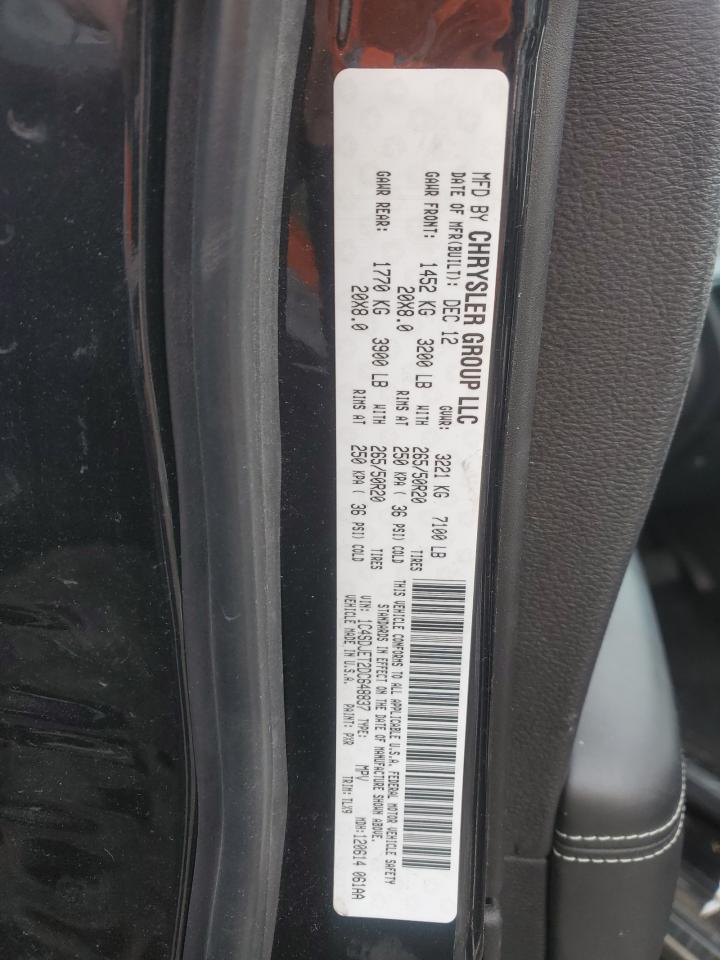 MFD BY CHRYSLER GROUP LLC
DATE OF MFR(BUILT): DEC 12 GVWR: 3221 KG 7100 LB
GAWR FRONT: 1452 KG 3200 LB WITH 265/50R20 TIRES
20X8.0 RIMS AT 250 KPA ( 36 PSI) COLD
GAWR REAR: 1770 KG 3900 LB WITH 265/50R20 TIRES
20X8.0 RIMS AT 250 KPA ( 36 PSI) COLD
THIS VEHICLE CONFORMS TO ALL APPLICABLE U.S.A. FEDERAL MOTOR VEHICLE SAFETY
STANDARDS IN EFFECT ON THE DATE OF MANUFACTURE SHOWN ABOVE.
VIN: 1C4SDJET2DC648837 TYPE: MPV MDH:120614 061AA
VEHICLE MADE IN U.S.A. PAINT: PXR TRIM:TLX9